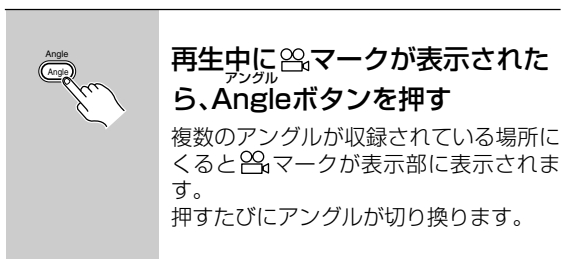 Angle
Angle
再生中にマークが表示された
アングル
ら、Angleボタンを押す
複数のアングルが収録されている場所に
くるとマークが表示部に表示されま
す。
押すたびにアングルが切り換ります。